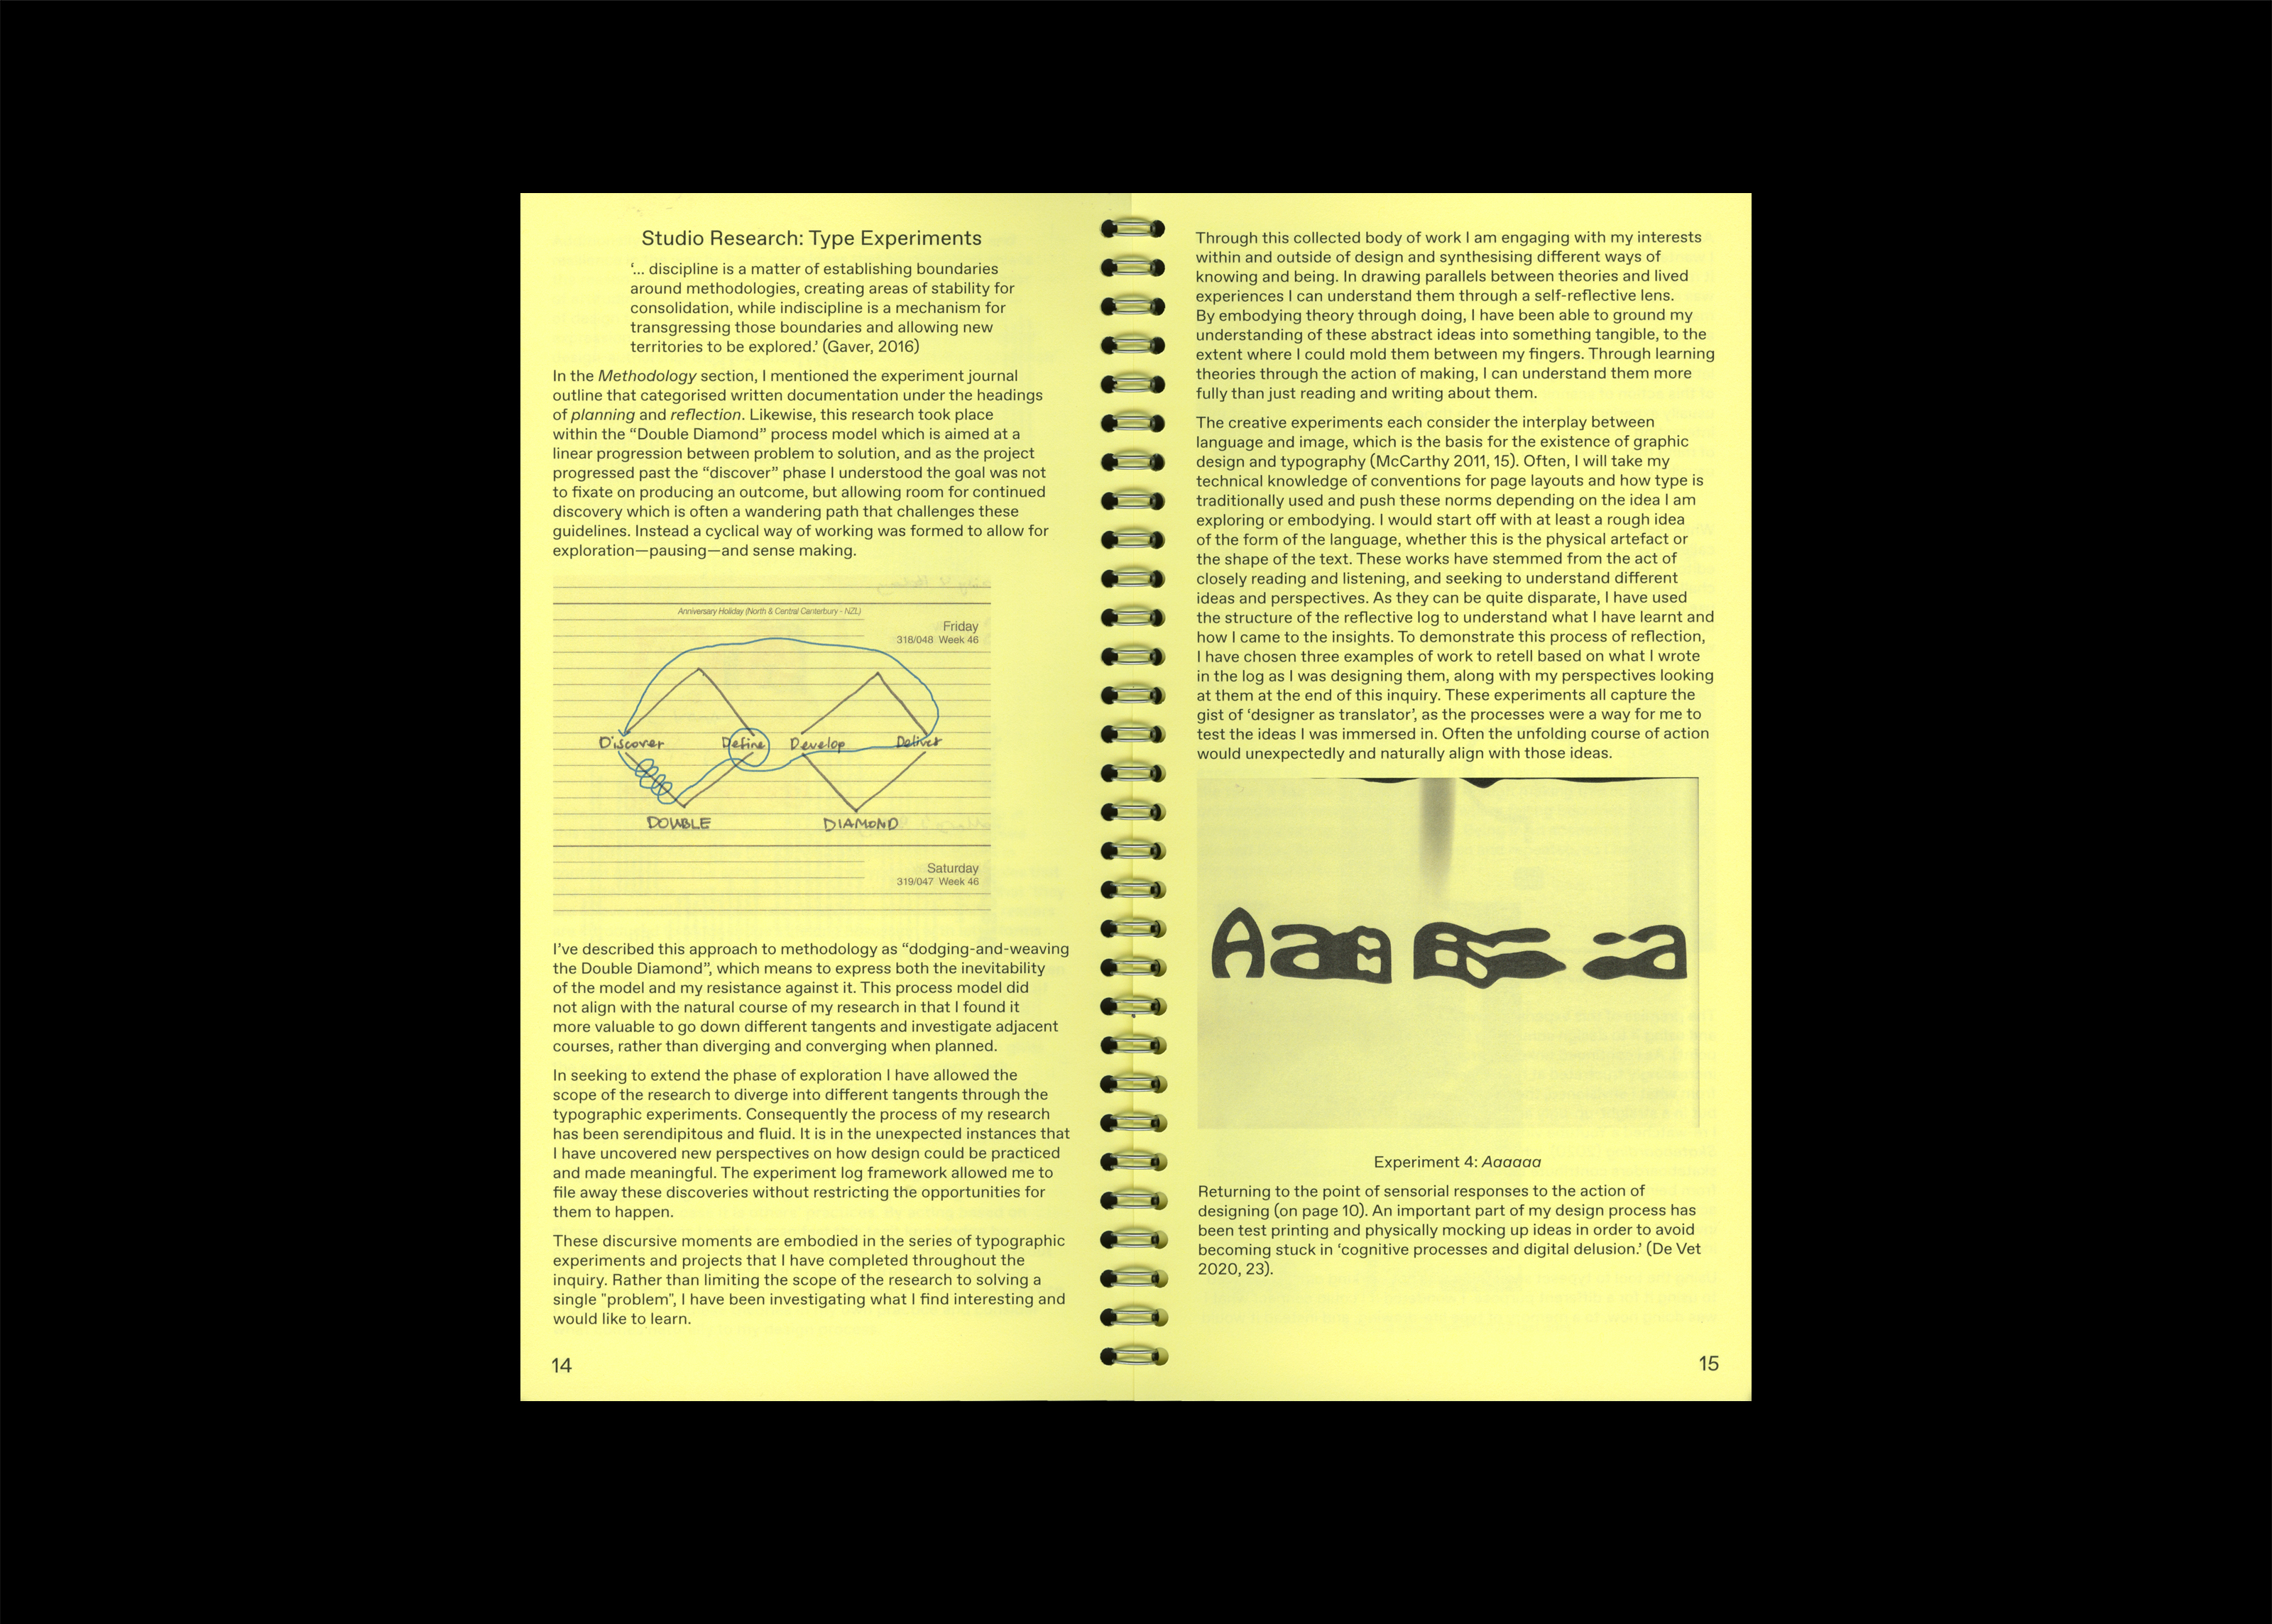 Studio Research: Type Experiments
‘... discipline is a matter of establishing boundaries
around methodologies, creating areas of stability for
consolidation, while indiscipline is a mechanism for
transgressing those boundaries and allowing new
territories to be explored.’ (Gaver, 2016)
In the Methodology section, I mentioned the experiment journal
outline that categorised written documentation under the headings
of planning and reflection. Likewise, this research took place
within the “Double Diamond” process model which is aimed at a
linear progression between problem to solution, and as the project
progressed past the “discover” phase I understood the goal was not
to fixate on producing an outcome, but allowing room for continued
discovery which is often a wandering path that challenges these
guidelines. Instead a cyclical way of working was formed to allow for
exploration—pausing—and sense making.
Anniversary Holiday (North & Central Canterbury - NZL)
Friday
318/048 Week 46
Discover Define Develop Deliver
DOUBLE DIAMOND
Saturday
319/047 Week 46
I’ve described this approach to methodology as “dodging-and-weaving
the Double Diamond”, which means to express both the inevitability
of the model and my resistance against it. This process model did
not align with the natural course of my research in that I found it
more valuable to go down different tangents and investigate adjacent
courses, rather than diverging and converging when planned.
In seeking to extend the phase of exploration I have allowed the
scope of the research to diverge into different tangents through the
typographic experiments. Consequently the process of my research
has been serendipitous and fluid. It is in the unexpected instances that
I have uncovered new perspectives on how design could be practiced
and made meaningful. The experiment log framework allowed me to
file away these discoveries without restricting the opportunities for
them to happen.
These discursive moments are embodied in the series of typographic
experiments and projects that I have completed throughout the
inquiry. Rather than limiting the scope of the research to solving a
single "problem", I have been investigating what I find interesting and
would like to learn.
14
Through this collected body of work I am engaging with my interests
within and outside of design and synthesising different ways of
knowing and being. In drawing parallels between theories and lived
experiences I can understand them through a self-reflective lens.
By embodying theory through doing, I have been able to ground my
understanding of these abstract ideas into something tangible, to the
extent where I could mold them between my fingers. Through learning
theories through the action of making, I can understand them more
fully than just reading and writing about them.
The creative experiments each consider the interplay between
language and image, which is the basis for the existence of graphic
design and typography (McCarthy 2011, 15). Often, I will take my
technical knowledge of conventions for page layouts and how type is
traditionally used and push these norms depending on the idea I am
exploring or embodying. I would start off with at least a rough idea
of the form of the language, whether this is the physical artefact or
the shape of the text. These works have stemmed from the act of
closely reading and listening, and seeking to understand different
ideas and perspectives. As they can be quite disparate, I have used
the structure of the reflective log to understand what I have learnt and
how I came to the insights. To demonstrate this process of reflection,
I have chosen three examples of work to retell based on what I wrote
in the log as I was designing them, along with my perspectives looking
at them at the end of this inquiry. These experiments all capture the
gist of ‘designer as translator’, as the processes were a way for me to
test the ideas I was immersed in. Often the unfolding course of action
would unexpectedly and naturally align with those ideas.
Experiment 4: Aaaaaa
Returning to the point of sensorial responses to the action of
designing (on page 10). An important part of my design process has
been test printing and physically mocking up ideas in order to avoid
becoming stuck in ‘cognitive processes and digital delusion.’ (De Vet
2020, 23).
15